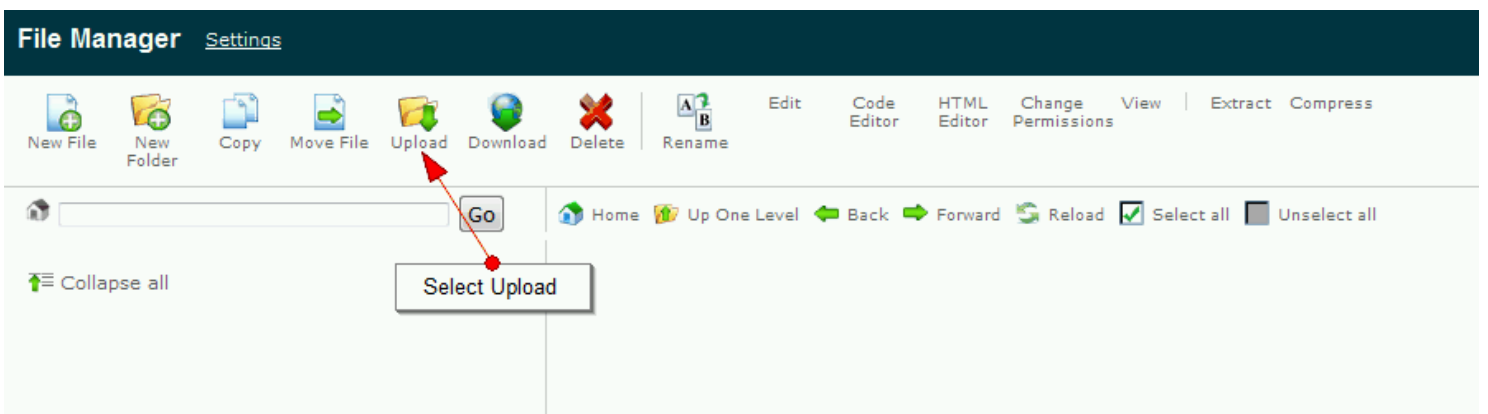 File Manager Settings
New File New Folder Copy Move File Upload Download Delete Rename Edit Code Editor HTML Editor Change Permissions View Extract Compress
Go Home Up One Level Back Forward Reload Select all Unselect all
Collapse all
Select Upload